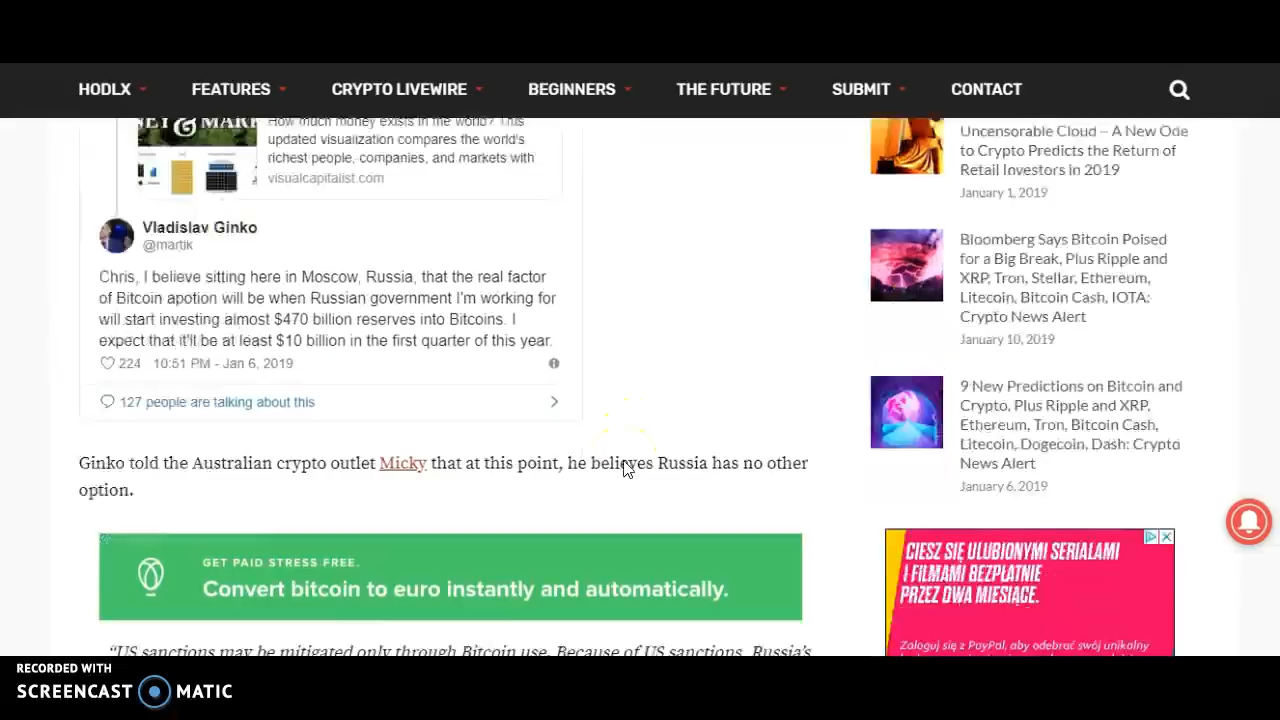 HODLX
FEATURES
CRYPTO LIVEWIRE
BEGINNERS
THE FUTURE
SUBMIT
CONTACT
How much money exists in the world? This
updated visualization compares the world's
richest people, companies, and markets with
visualcapitalist.com
Vladislav Ginko
@martik
Chris, I believe sitting here in Moscow, Russia, that the real factor
of Bitcoin apotion will be when Russian government I'm working for
will start investing almost $470 billion reserves into Bitcoins. I
expect that it'll be at least $10 billion in the first quarter of this year.
224 10:51 PM - Jan 6, 2019
127 people are talking about this
Ginko told the Australian crypto outlet Micky that at this point, he believes Russia has no other
option.
GET PAID STRESS FREE.
Convert bitcoin to euro instantly and automatically.
“US sanctions may be mitigated only through Bitcoin use. Because of US sanctions, Russia’s
Uncensorable Cloud – A New Ode
to Crypto Predicts the Return of
Retail Investors in 2019
January 1, 2019
Bloomberg Says Bitcoin Poised
for a Big Break, Plus Ripple and
XRP, Tron, Stellar, Ethereum,
Litecoin, Bitcoin Cash, IOTA:
Crypto News Alert
January 10, 2019
9 New Predictions on Bitcoin and
Crypto, Plus Ripple and XRP,
Ethereum, Tron, Bitcoin Cash,
Litecoin, Dogecoin, Dash: Crypto
News Alert
January 6, 2019
CIESZ SIĘ ULUBIONYMI SERIALAMI
I FILMAMI BEZPŁATNIE
PRZEZ DWA MIESIĄCE.
Zaloguj się z PayPal, aby odebrać swój unikalny
RECORDED WITH
SCREENCAST MATIC